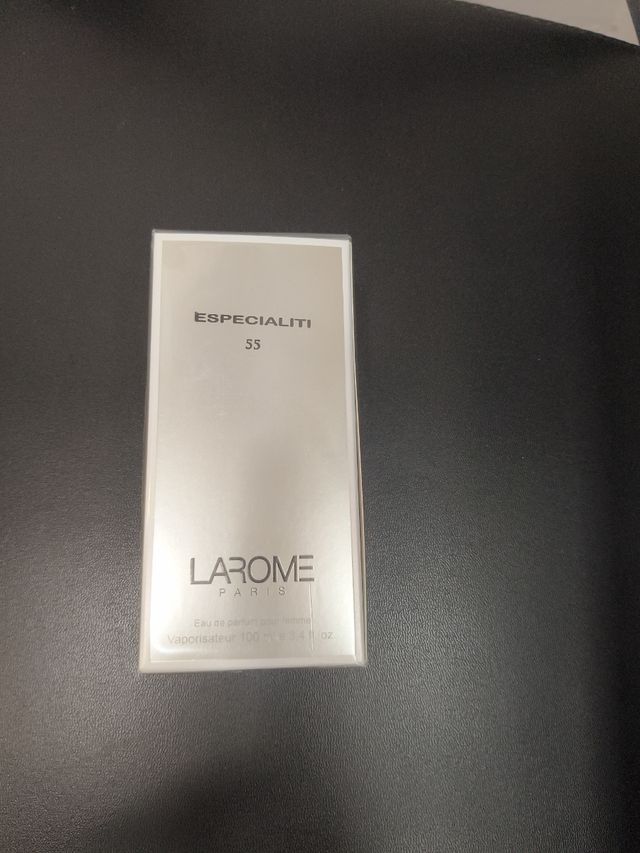 ESPECIALITI
55
LAROME
PARIS
Eau de parfum pour femme
Vaporisateur 100 ml e 3.4 fl. oz.